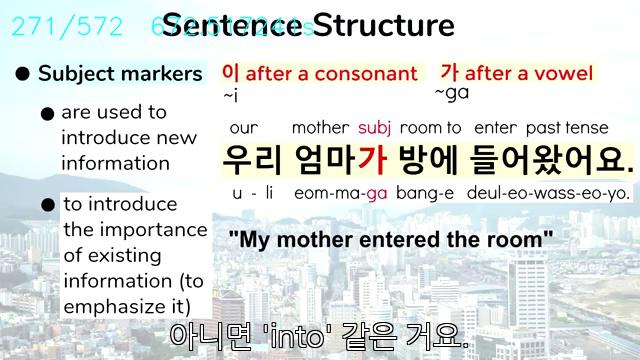 271/572
Sentence Structure
Subject markers
이 after a consonant
가 after a vowel
~i
~ga
are used to
introduce new
information
our mother subj room to enter past tense
우리 엄마가 방에 들어왔어요.
u - li eom-ma-ga bang-e deul-eo-wass-eo-yo.
to introduce
the importance
of existing
information (to
emphasize it)
"My mother entered the room"
아니면 'into' 같은 거요.